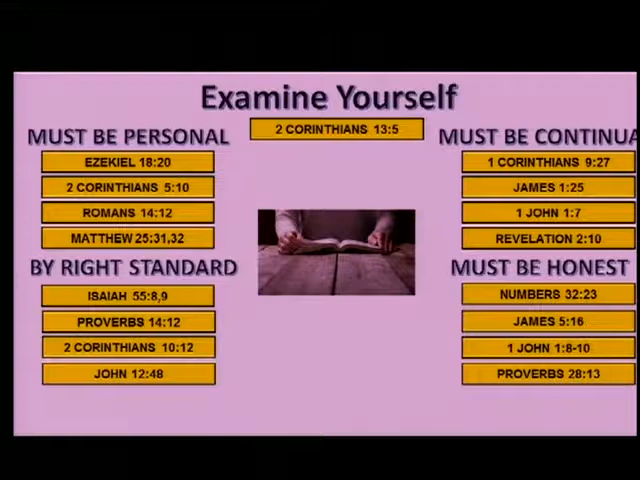 Examine Yourself
2 CORINTHIANS 13:5
MUST BE PERSONAL
EZEKIEL 18:20
2 CORINTHIANS 5:10
ROMANS 14:12
MATTHEW 25:31,32
BY RIGHT STANDARD
ISAIAH 55:8,9
PROVERBS 14:12
2 CORINTHIANS 10:12
JOHN 12:48
MUST BE CONTINUA
1 CORINTHIANS 9:27
JAMES 1:25
1 JOHN 1:7
REVELATION 2:10
MUST BE HONEST
NUMBERS 32:23
JAMES 5:16
1 JOHN 1:8-10
PROVERBS 28:13